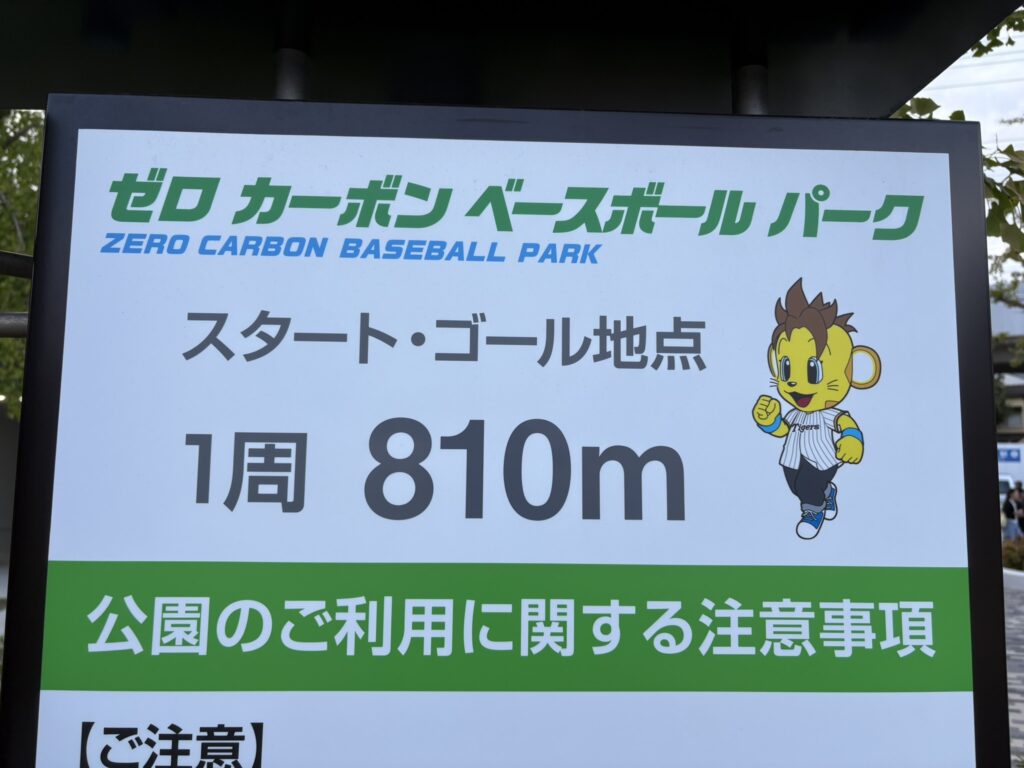 ゼロ カーボン ベースボール パーク
ZERO CARBON BASEBALL PARK
スタート・ゴール地点
1周 810m
Tigers
公園のご利用に関する注意事項
【ご注意】